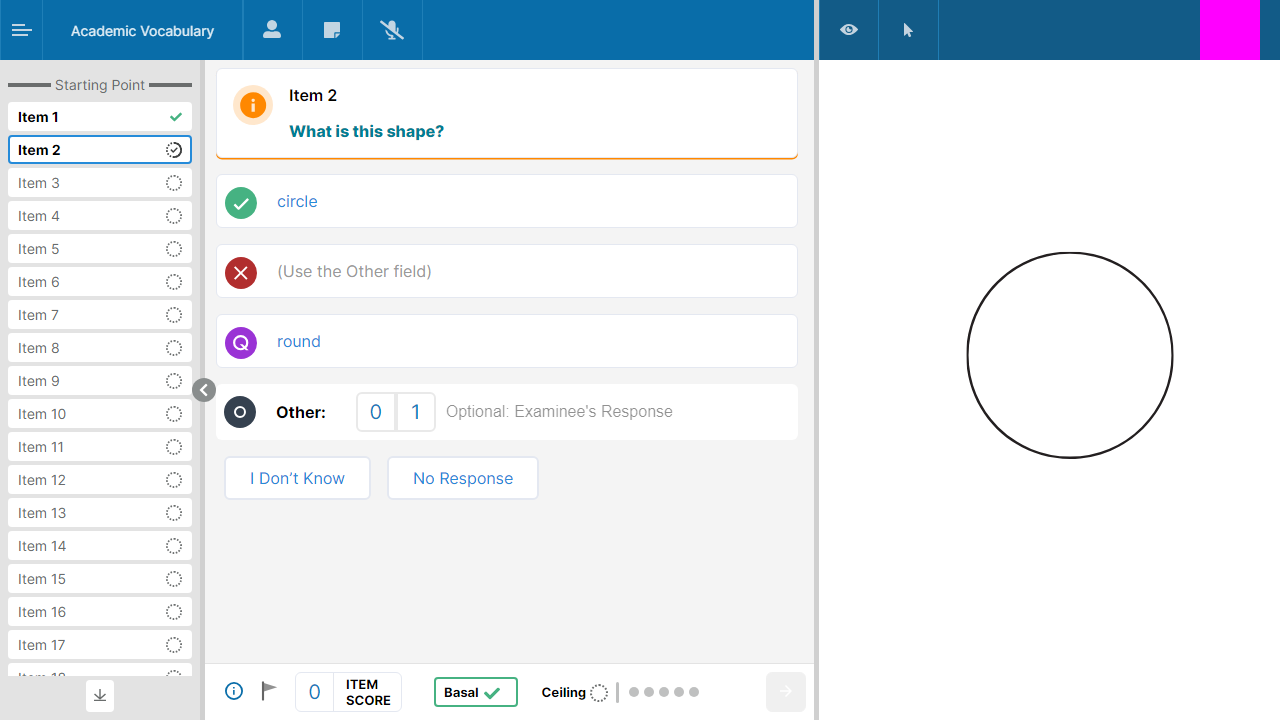 Academic Vocabulary
Starting Point
Item 1
Item 2
Item 3
Item 4
Item 5
Item 6
Item 7
Item 8
Item 9
Item 10
Item 11
Item 12
Item 13
Item 14
Item 15
Item 16
Item 17
Item 2
What is this shape?
circle
(Use the Other field)
Q round
Other: 0 1 Optional: Examinee's Response
I Don’t Know No Response
0 ITEM SCORE
Basal
Ceiling